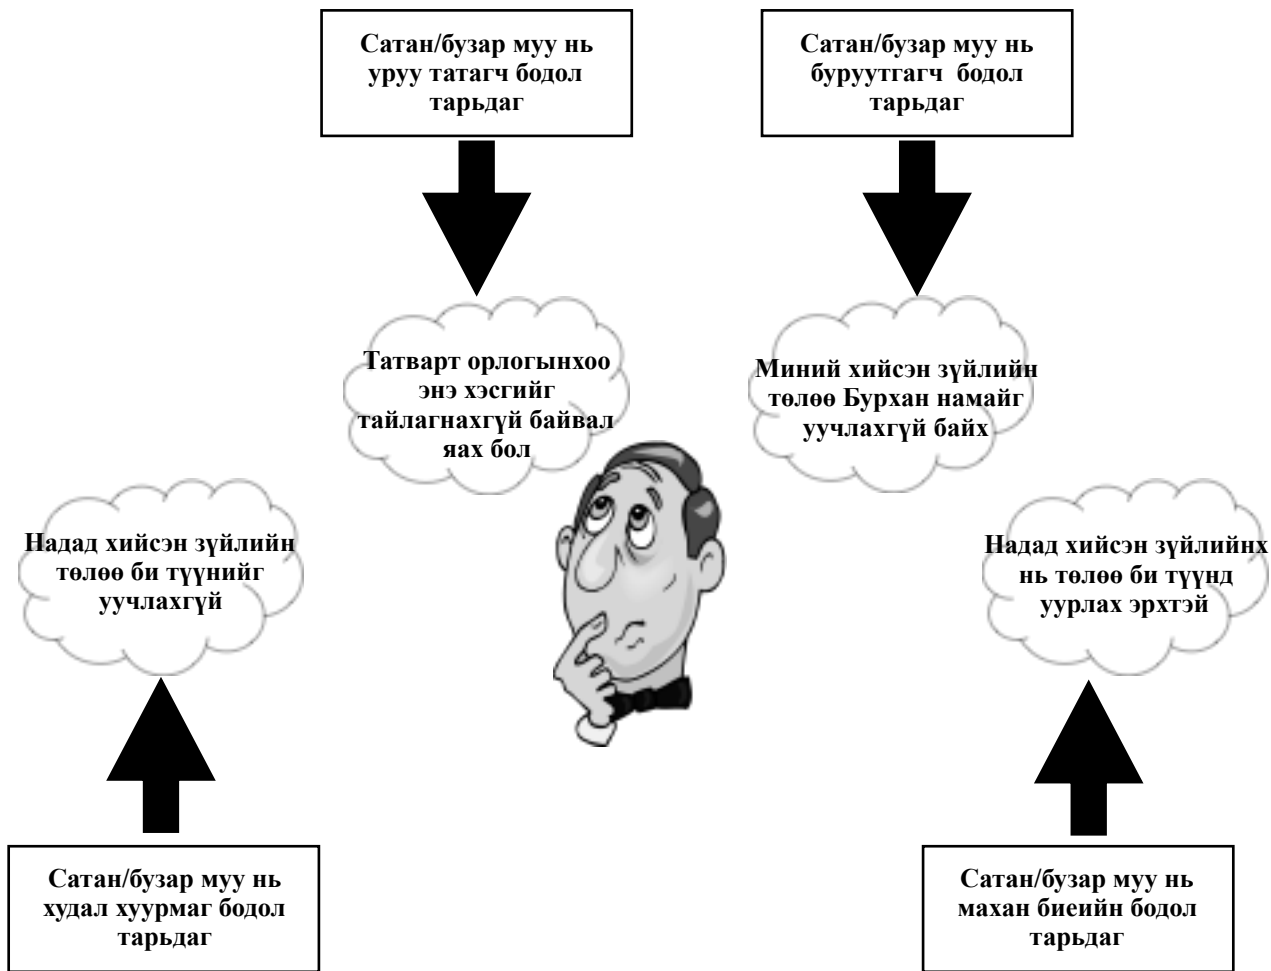 Сатан/бузар муу нь
уруу татагч бодол
тарьдаг
Сатан/бузар муу нь
буруутгагч бодол
тарьдаг
Татварт орлогынхоо
энэ хэсгийг
тайлагнахгүй байвал
яах бол
Миний хийсэн зүйлийн
төлөө Бурхан намайг
уучлахгүй байх
Надад хийсэн зүйлийн
төлөө би түүнийг
уучлахгүй
Надад хийсэн зүйлийнх
нь төлөө би түүнд
уурлах эрхтэй
Сатан/бузар муу нь
худал хуурмаг бодол
тарьдаг
Сатан/бузар муу нь
махан биеийн бодол
тарьдаг